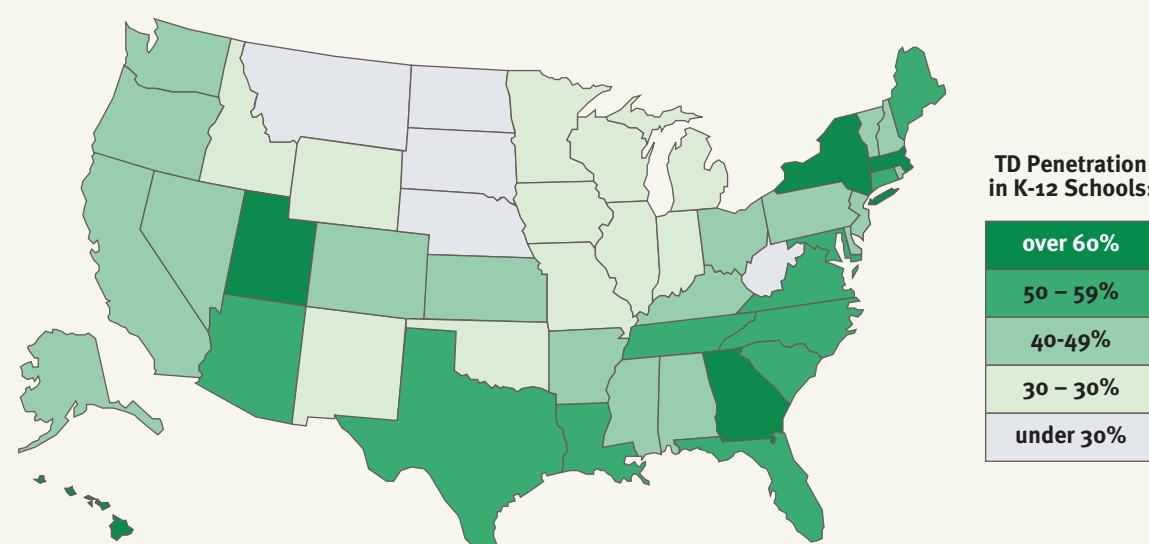 TD Penetration
in K-12 Schools:
over 60%
50 – 59%
40-49%
30 – 30%
under 30%